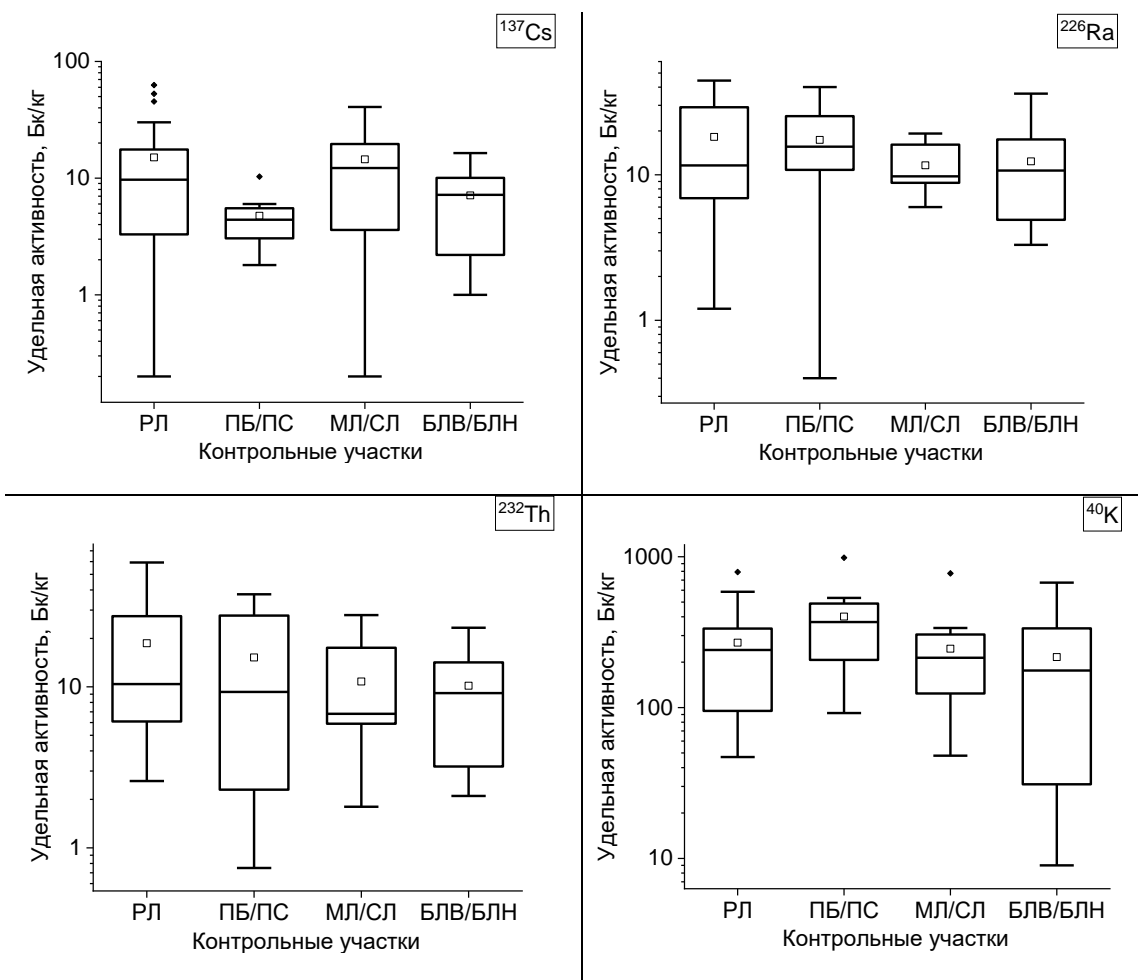 ¹³⁷Cs
Удельная активность, Бк/кг
100
10
1
РЛ ПБ/ПС МЛ/СЛ БЛВ/БЛН
Контрольные участки
²²⁶Ra
Удельная активность, Бк/кг
10
1
РЛ ПБ/ПС МЛ/СЛ БЛВ/БЛН
Контрольные участки
²³²Th
Удельная активность, Бк/кг
10
1
РЛ ПБ/ПС МЛ/СЛ БЛВ/БЛН
Контрольные участки
⁴⁰K
Удельная активность, Бк/кг
1000
100
10
РЛ ПБ/ПС МЛ/СЛ БЛВ/БЛН
Контрольные участки